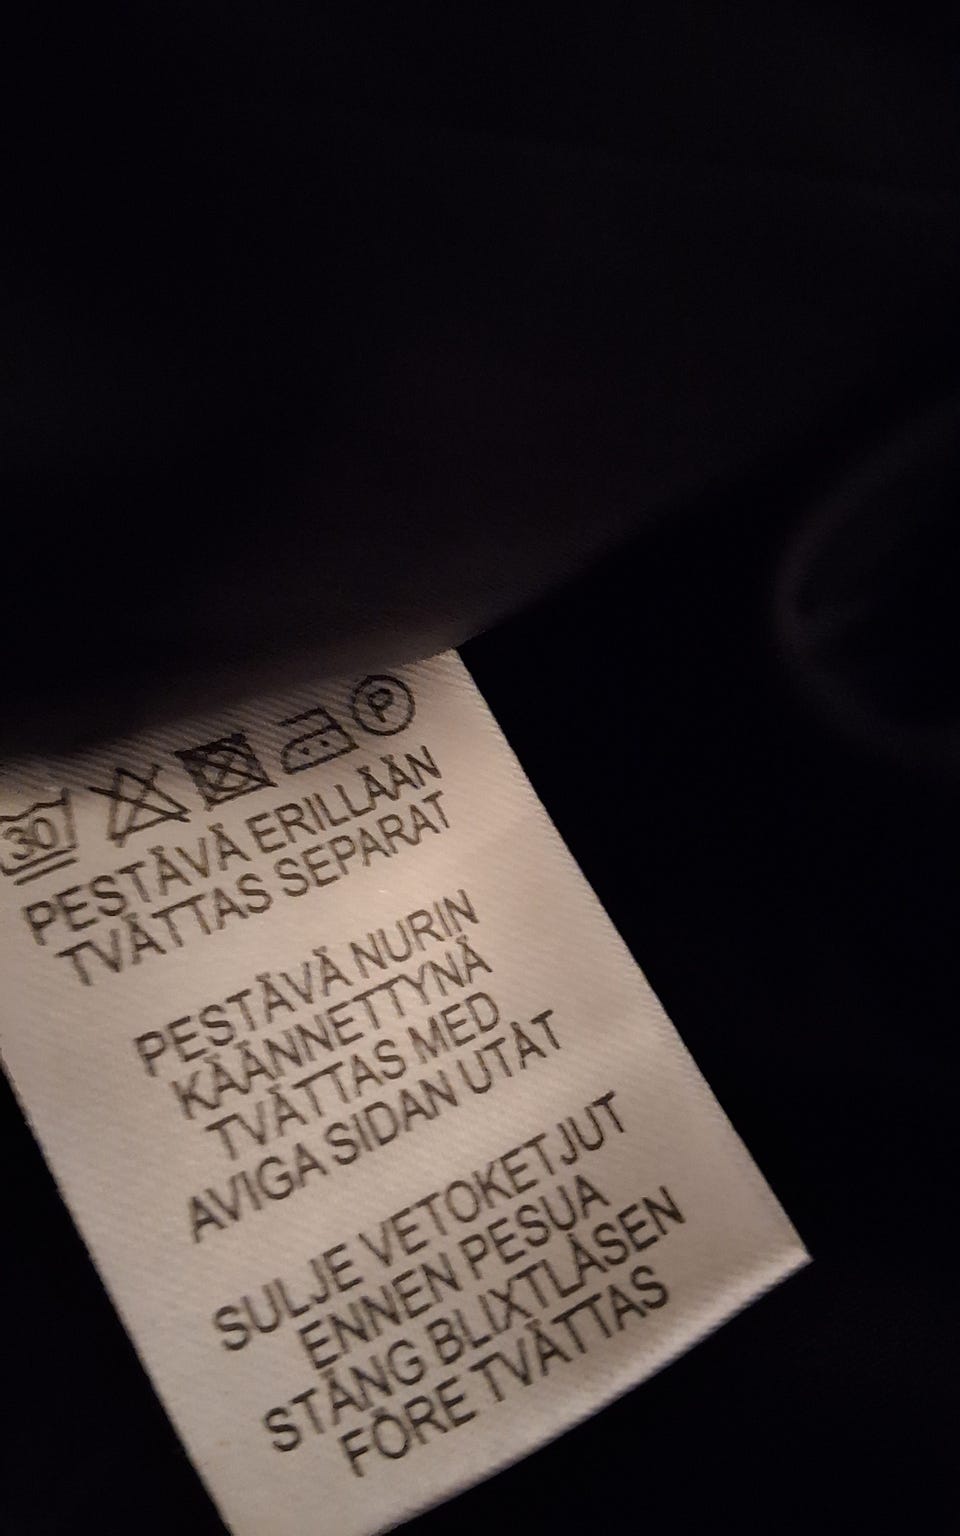 30 P
PESTÄVÄ ERILLÄÄN
TVÄTTAS SEPARAT
PESTÄVÄ NURIN
KÄÄNNETTYNÄ
TVÄTTAS MED
AVIGA SIDAN UTÅT
SULJE VETOKETJUT
ENNEN PESUA
STÄNG BLIXTLÅSEN
FÖRE TVÄTTAS